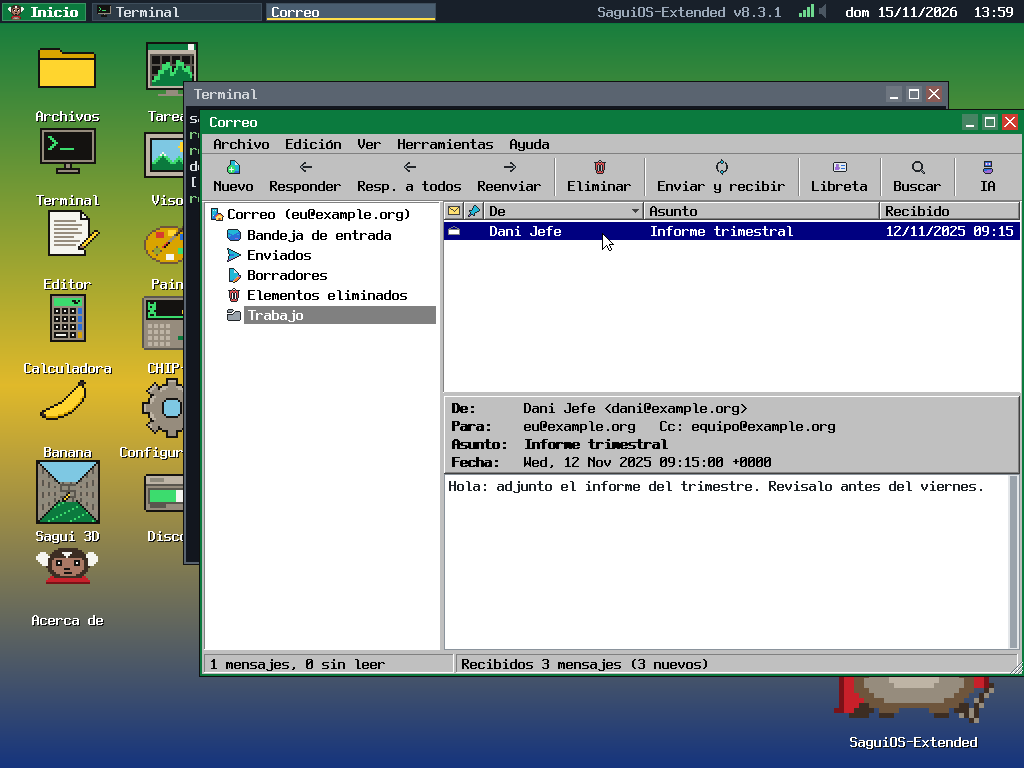 Inicio Terminal Correo SaguiOS-Extended v8.3.1 dom 15/11/2026 13:59
Archivos
Terminal
Editor
Calculadora
Banana
Configur
Sagui 3D
Acerca de
Terminal
Correo
Archivo Edición Ver Herramientas Ayuda
Nuevo Responder Resp. a todos Reenviar Eliminar Enviar y recibir Libreta Buscar IA
Correo (eu@example.org)
Bandeja de entrada
Enviados
Borradores
Elementos eliminados
Trabajo
De Asunto Recibido
Dani Jefe Informe trimestral 12/11/2025 09:15
De: Dani Jefe <dani@example.org>
Para: eu@example.org Cc: equipo@example.org
Asunto: Informe trimestral
Fecha: Wed, 12 Nov 2025 09:15:00 +0000
Hola: adjunto el informe del trimestre. Revisalo antes del viernes.
1 mensajes, 0 sin leer Recibidos 3 mensajes (3 nuevos)
SaguiOS-Extended